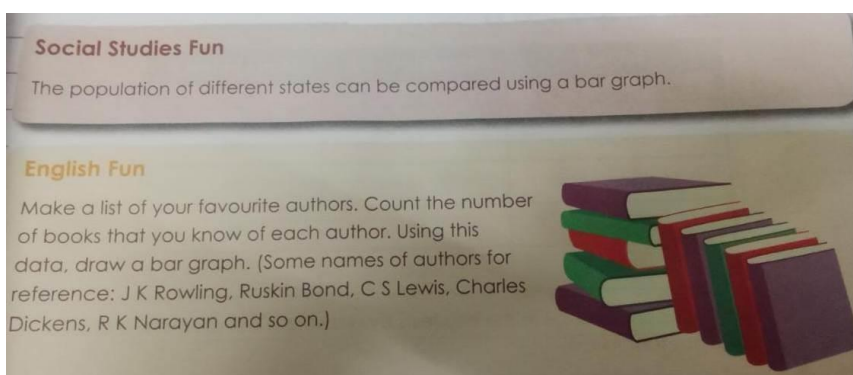 Social Studies Fun
The population of different states can be compared using a bar graph.
English Fun
Make a list of your favourite authors. Count the number
of books that you know of each author. Using this
data, draw a bar graph. (Some names of authors for
reference: J K Rowling, Ruskin Bond, C S Lewis, Charles
Dickens, R K Narayan and so on.)